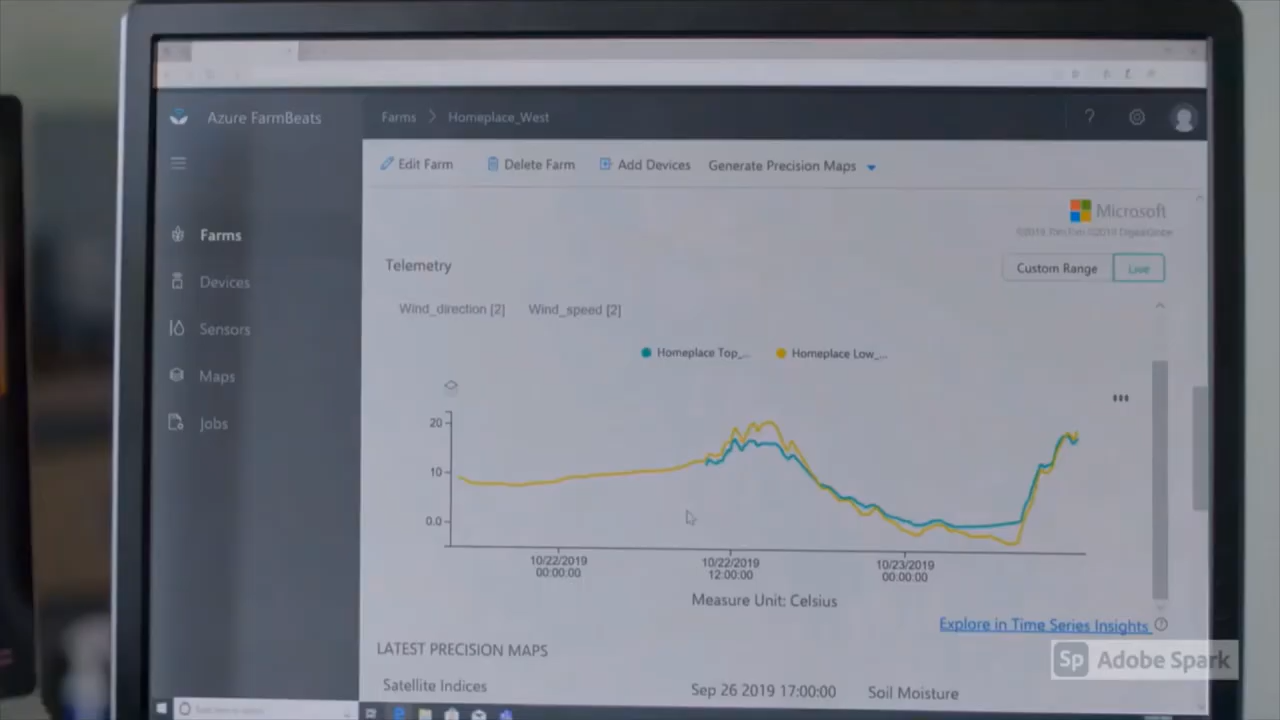 Azure FarmBeats
Farms > Homeplace_West
?
Edit Farm Delete Farm Add Devices Generate Precision Maps
Farms
Devices
Sensors
Maps
Jobs
Microsoft
Telemetry
Custom Range Live
Wind_direction [2] Wind_speed [2]
Homeplace Top_... Homeplace Low_...
20
10
0.0
10/22/2019 00:00:00
10/22/2019 12:00:00
10/23/2019 00:00:00
Measure Unit: Celsius
Explore in Time Series Insights ?
LATEST PRECISION MAPS
Satellite Indices Sep 26 2019 17:00:00 Soil Moisture
Sp Adobe Spark